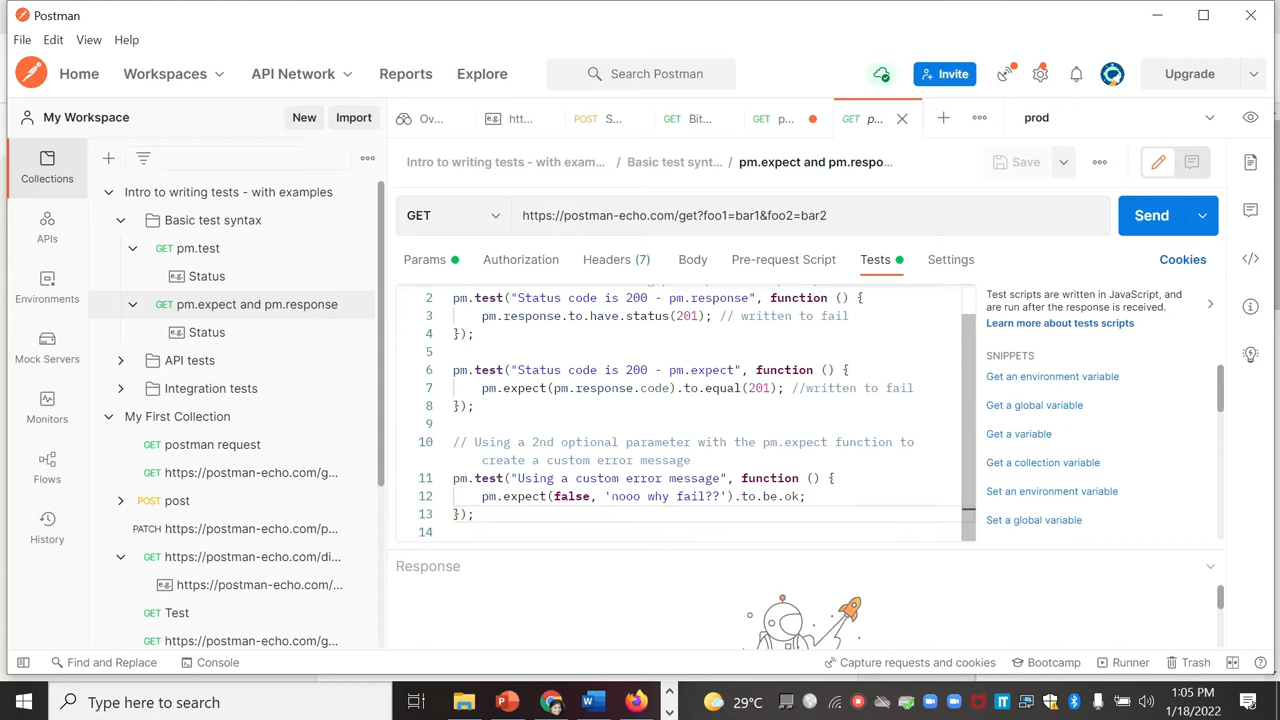 Postman
File Edit View Help
Home Workspaces API Network Reports Explore Search Postman Invite Upgrade
My Workspace New Import
Ov... htt... POST S... GET Bit... GET p... GET p... prod
Collections
APIs
Environments
Mock Servers
Monitors
Flows
History
Intro to writing tests - with examples
Basic test syntax
GET pm.test
e.g. Status
GET pm.expect and pm.response
e.g. Status
API tests
Integration tests
My First Collection
GET postman request
GET https://postman-echo.com/g...
POST post
PATCH https://postman-echo.com/p...
GET https://postman-echo.com/di...
e.g. https://postman-echo.com/...
GET Test
GET https://postman-echo.com/g...
Intro to writing tests - with exam... / Basic test synt... / pm.expect and pm.respo... Save
GET https://postman-echo.com/get?foo1=bar1&foo2=bar2 Send
Params Authorization Headers (7) Body Pre-request Script Tests Settings Cookies
2 pm.test("Status code is 200 - pm.response", function () {
3 pm.response.to.have.status(201); // written to fail
4 });
5
6 pm.test("Status code is 200 - pm.expect", function () {
7 pm.expect(pm.response.code).to.equal(201); //written to fail
8 });
9
10 // Using a 2nd optional parameter with the pm.expect function to
create a custom error message
11 pm.test("Using a custom error message", function () {
12 pm.expect(false, 'nooo why fail??').to.be.ok;
13 });
14
Test scripts are written in JavaScript, and
are run after the response is received.
Learn more about tests scripts
SNIPPETS
Get an environment variable
Get a global variable
Get a variable
Get a collection variable
Set an environment variable
Set a global variable
Response
Find and Replace Console Capture requests and cookies Bootcamp Runner Trash
Type here to search 29°C 1:05 PM
1/18/2022